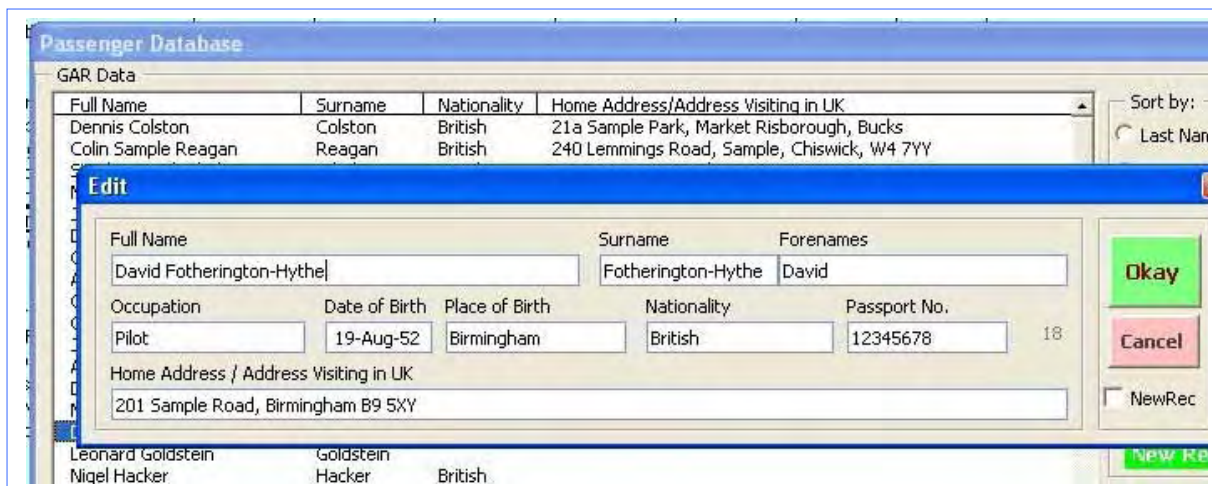 Passenger Database
GAR Data
Full Name Surname Nationality Home Address/Address Visiting in UK
Sort by:
Dennis Colston Colston British 21a Sample Park, Market Risborough, Bucks
Last Nam
Colin Sample Reagan Reagan British 240 Lemmings Road, Sample, Chiswick, W4 7YY
Edit
Full Name Surname Forenames
David Fotherington-Hythe Fotherington-Hythe David
Okay
Occupation Date of Birth Place of Birth Nationality Passport No.
Pilot 19-Aug-52 Birmingham British 12345678 18
Cancel
Home Address / Address Visiting in UK
201 Sample Road, Birmingham B9 5XY
NewRec
Leonard Goldstein Goldstein
New Re
Nigel Hacker Hacker British